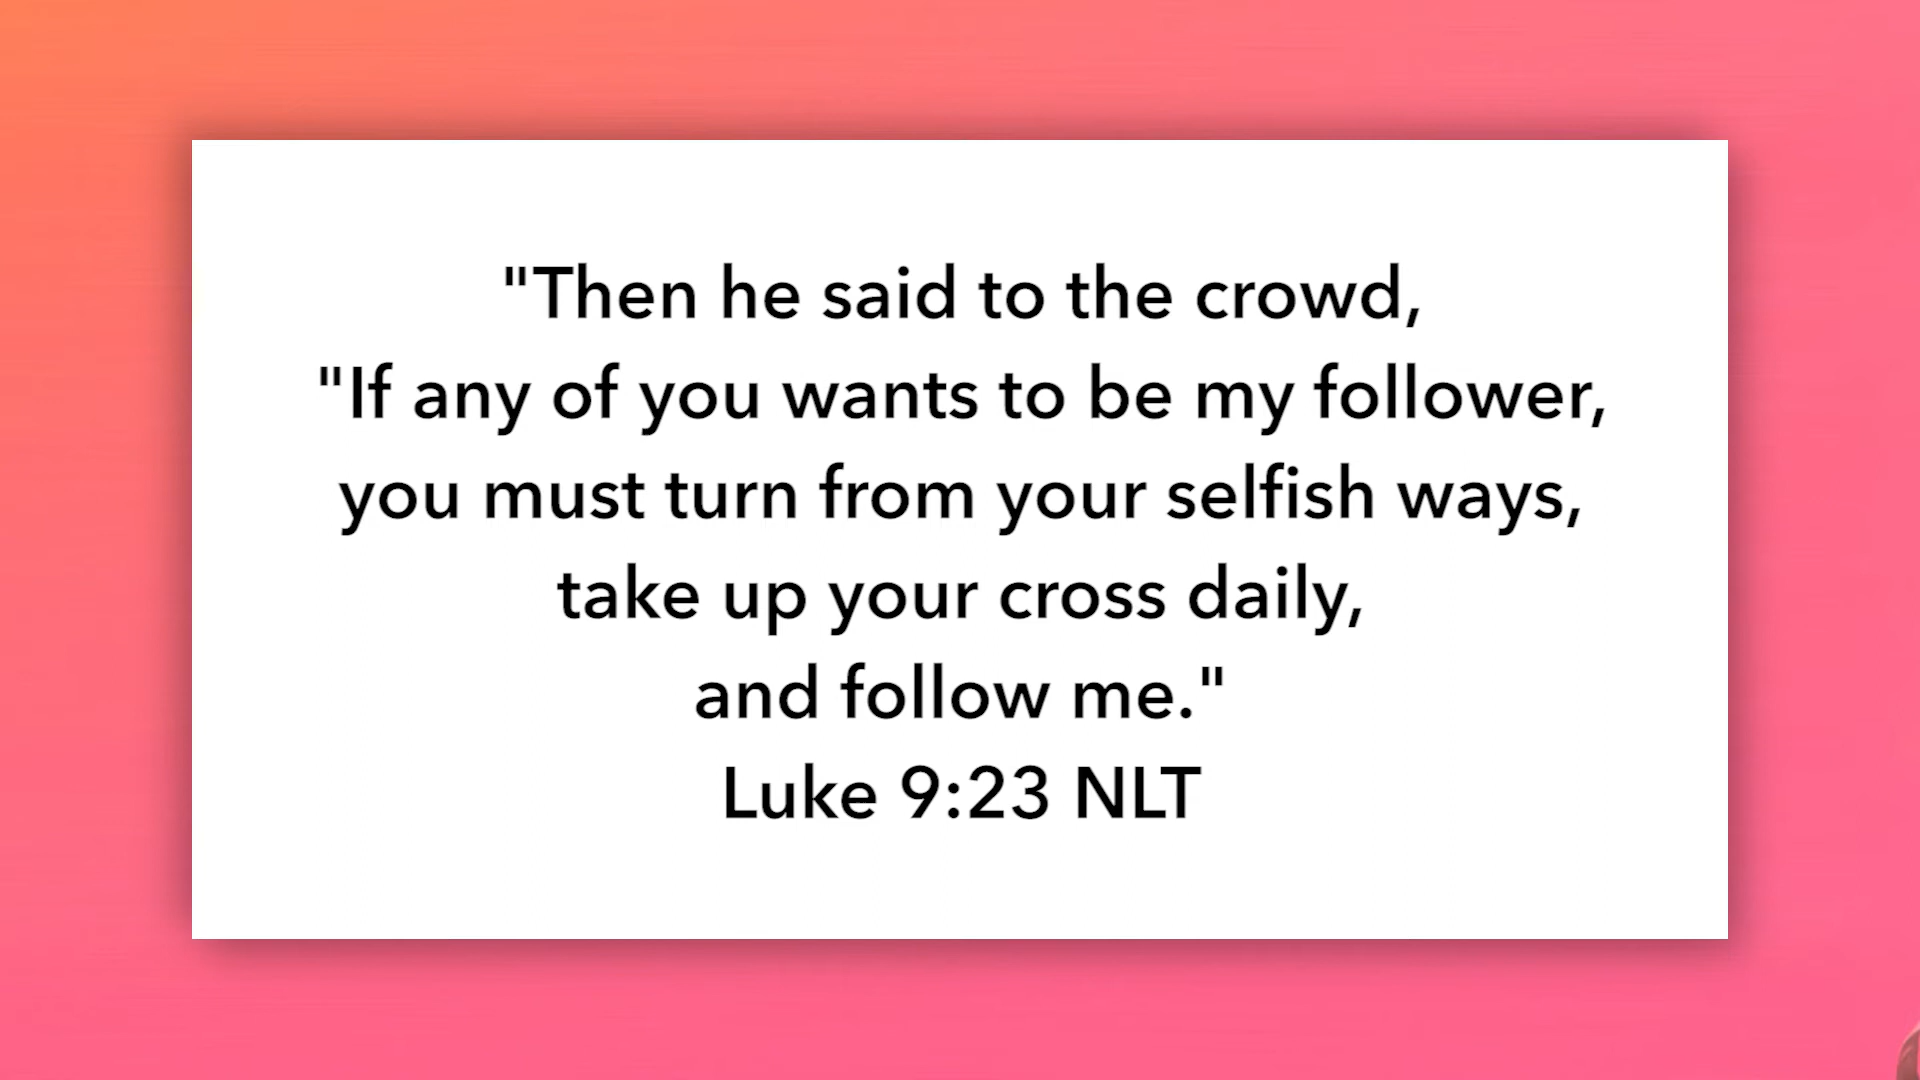 "Then he said to the crowd,
"If any of you wants to be my follower,
you must turn from your selfish ways,
take up your cross daily,
and follow me."
Luke 9:23 NLT